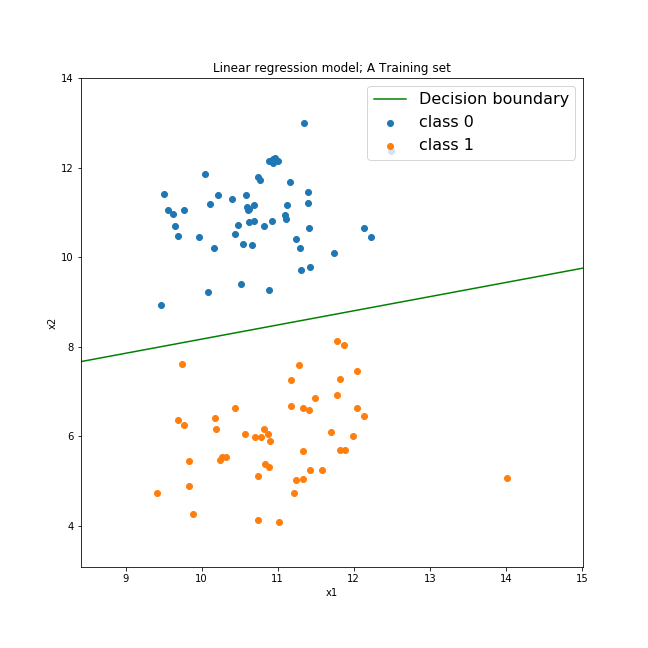 Linear regression model; A Training set
Decision boundary
class 0
class 1
14
12
10
8
6
4
x2
9 10 11 12 13 14 15
x1